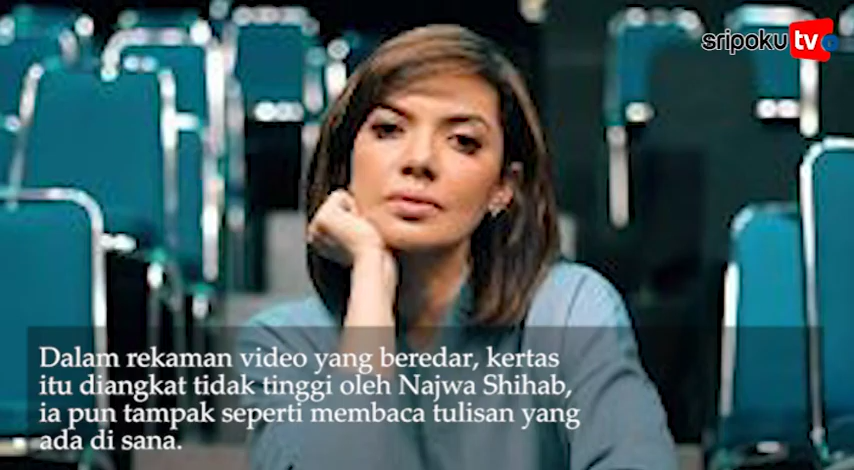 sripoku tv
Dalam rekaman video yang beredar, kertas
itu diangkat tidak tinggi oleh Najwa Shihab,
ia pun tampak seperti membaca tulisan yang
ada di sana.